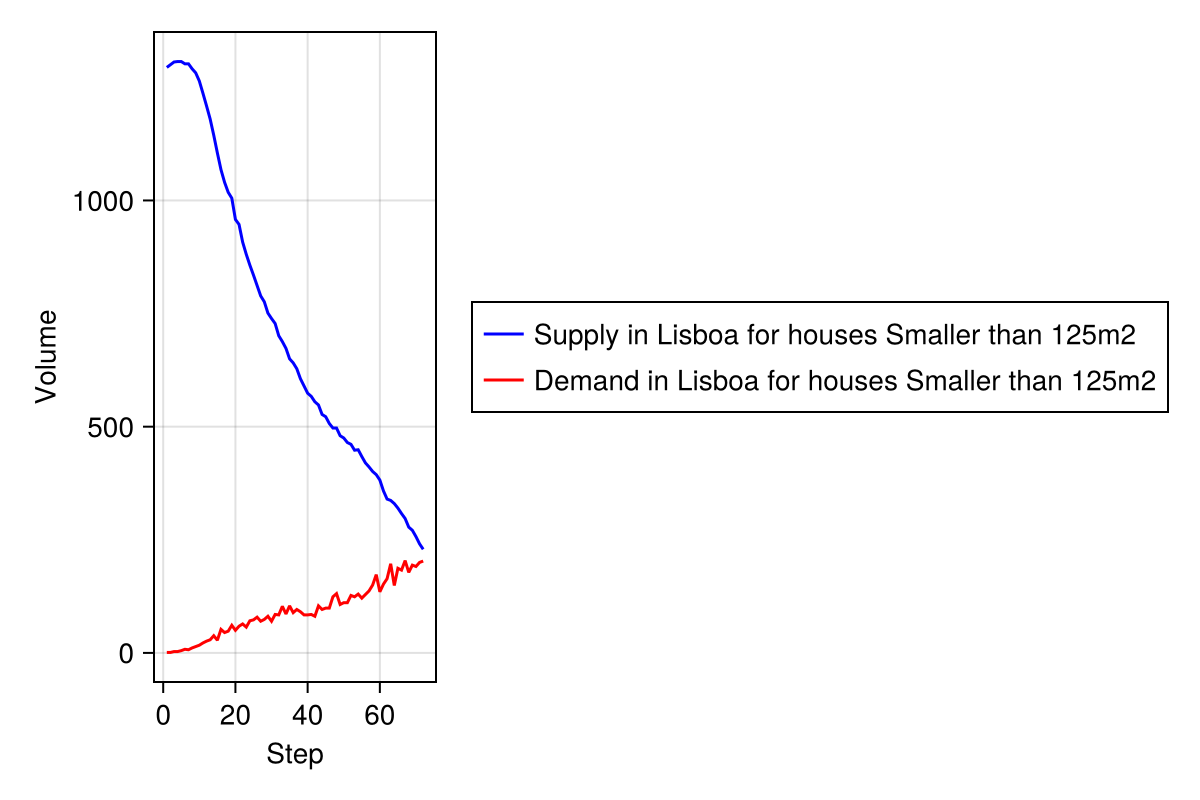 Volume
1000
500
0
0 20 40 60
Step
Supply in Lisboa for houses Smaller than 125m2
Demand in Lisboa for houses Smaller than 125m2